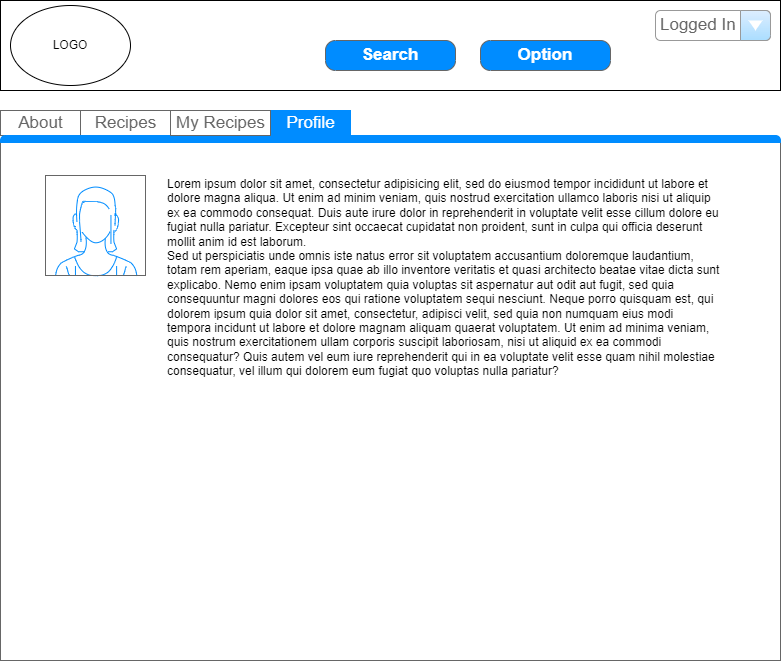 LOGO
Logged In
Search
Option
About
Recipes
My Recipes
Profile
Lorem ipsum dolor sit amet, consectetur adipisicing elit, sed do eiusmod tempor incididunt ut labore et
dolore magna aliqua. Ut enim ad minim veniam, quis nostrud exercitation ullamco laboris nisi ut aliquip
ex ea commodo consequat. Duis aute irure dolor in reprehenderit in voluptate velit esse cillum dolore eu
fugiat nulla pariatur. Excepteur sint occaecat cupidatat non proident, sunt in culpa qui officia deserunt
mollit anim id est laborum.
Sed ut perspiciatis unde omnis iste natus error sit voluptatem accusantium doloremque laudantium,
totam rem aperiam, eaque ipsa quae ab illo inventore veritatis et quasi architecto beatae vitae dicta sunt
explicabo. Nemo enim ipsam voluptatem quia voluptas sit aspernatur aut odit aut fugit, sed quia
consequuntur magni dolores eos qui ratione voluptatem sequi nesciunt. Neque porro quisquam est, qui
dolorem ipsum quia dolor sit amet, consectetur, adipisci velit, sed quia non numquam eius modi
tempora incidunt ut labore et dolore magnam aliquam quaerat voluptatem. Ut enim ad minima veniam,
quis nostrum exercitationem ullam corporis suscipit laboriosam, nisi ut aliquid ex ea commodi
consequatur? Quis autem vel eum iure reprehenderit qui in ea voluptate velit esse quam nihil molestiae
consequatur, vel illum qui dolorem eum fugiat quo voluptas nulla pariatur?